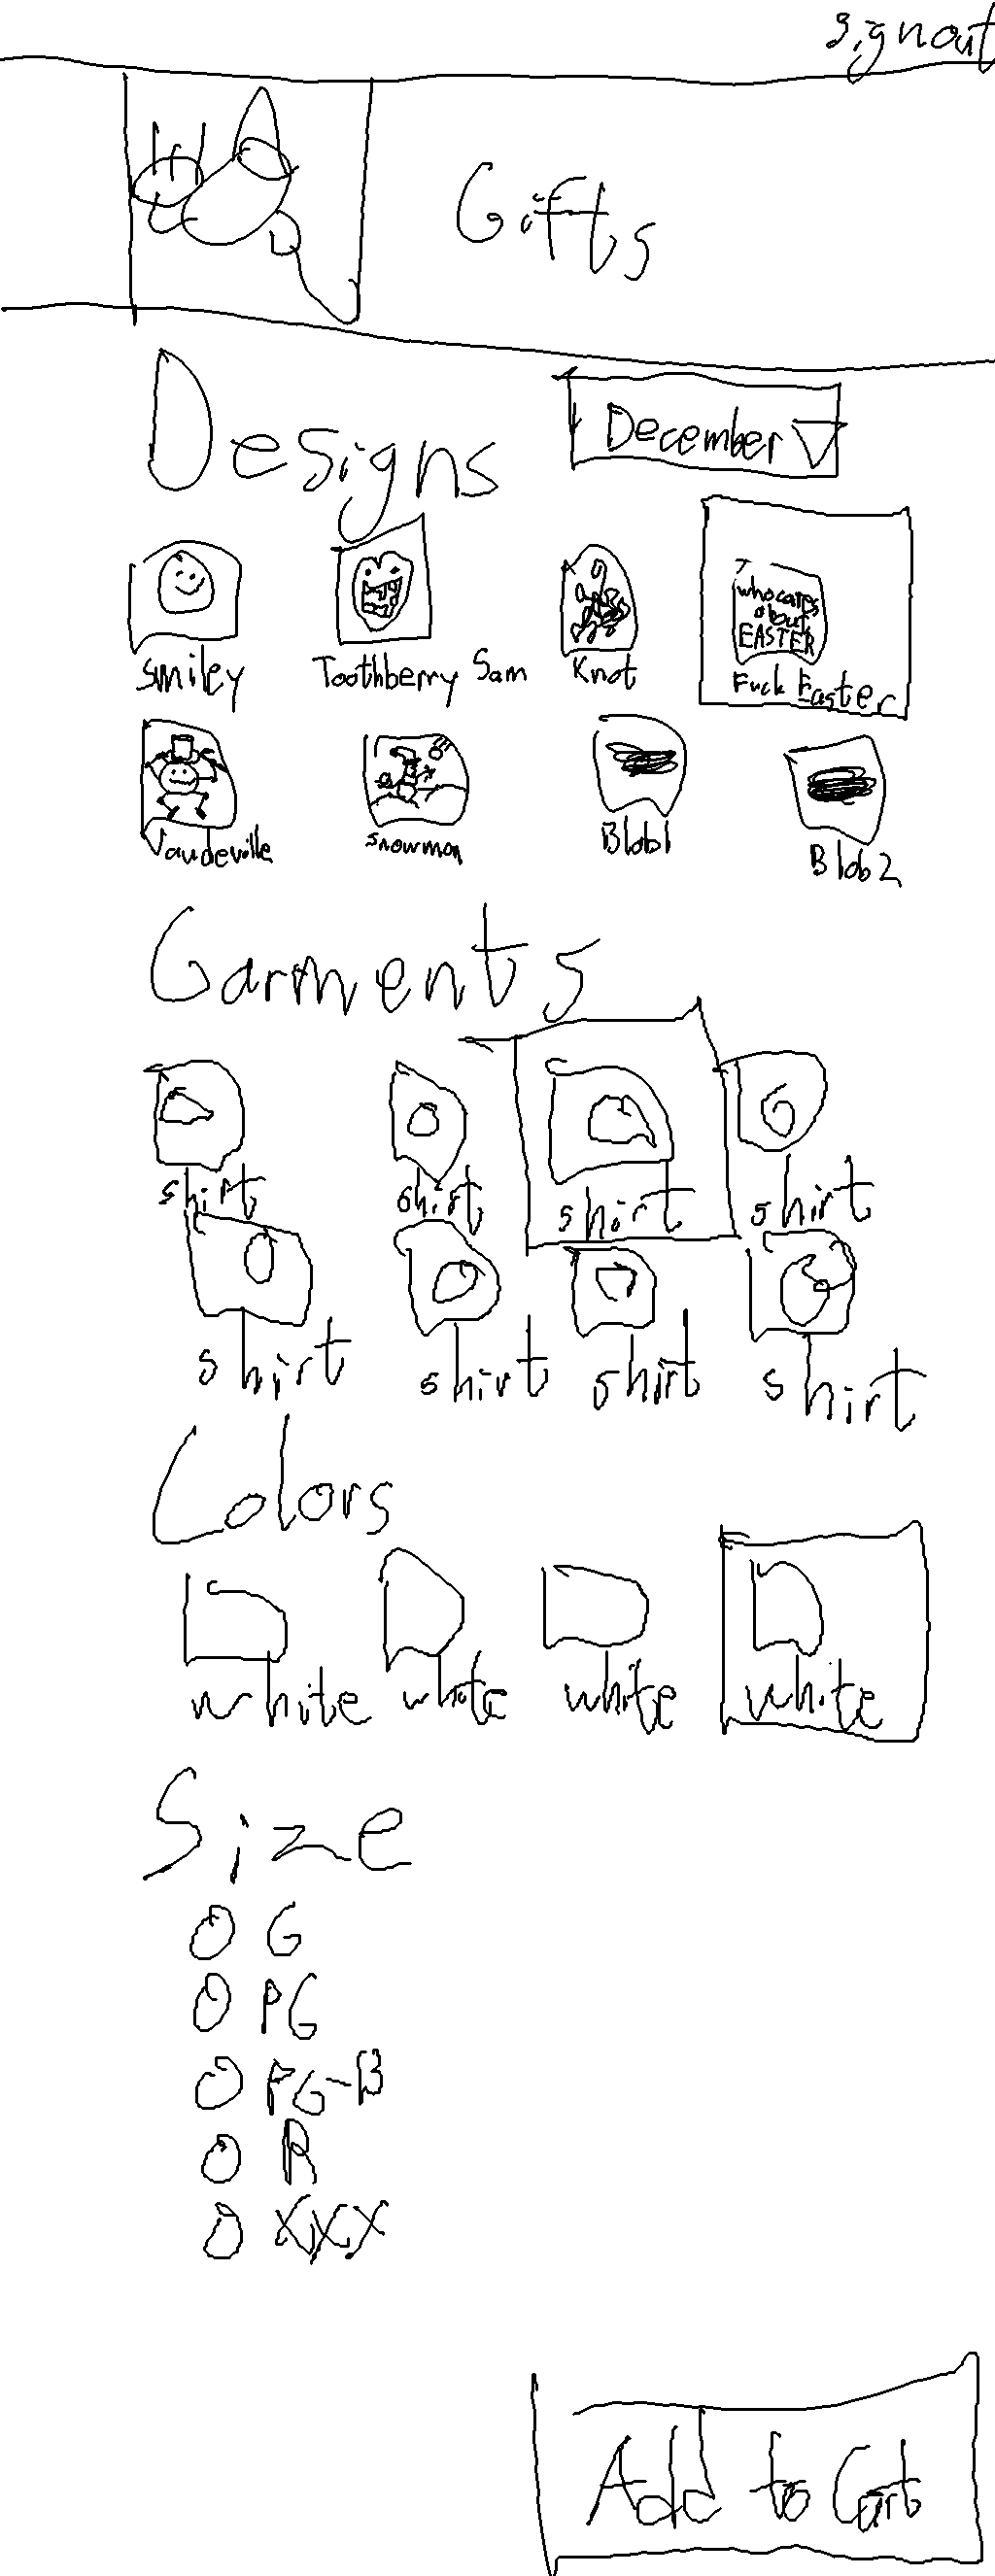 signout
Gifts
Designs
December
who cares
about
EASTER
Smiley
Toothberry Sam
Knot
Fuck Easter
Vaudeville
Snowman
Blob1
Blob2
Garments
shirt shirt shirt shirt
shirt shirt shirt shirt
Colors
white white white white
Size
G
PG
PG-13
R
XXX
Add to Cart